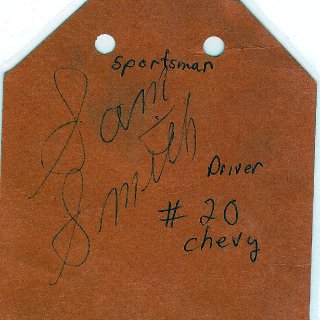 Sportsman
Sam
Smith
Driver
# 20
chevy